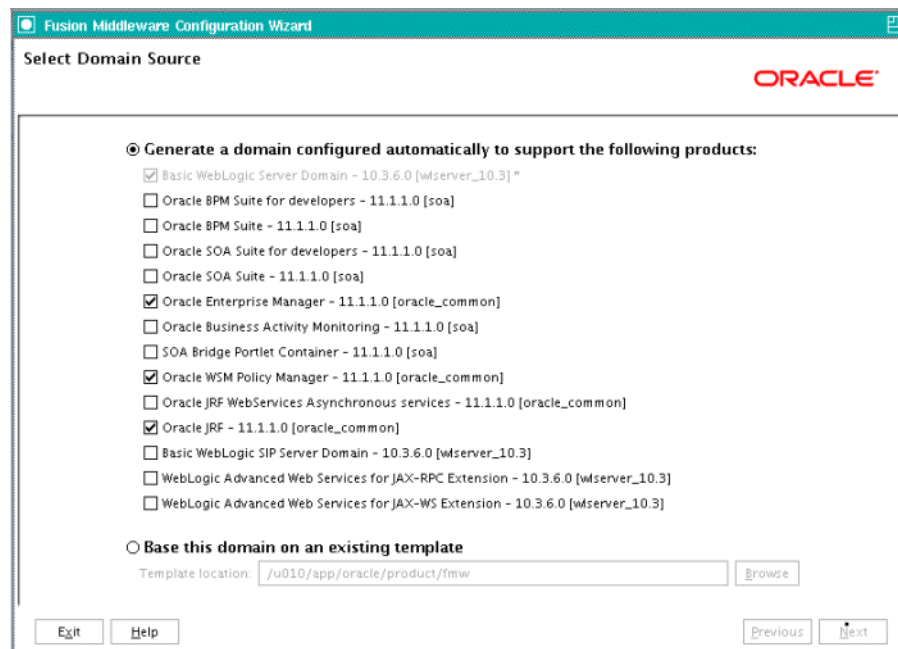 Fusion Middleware Configuration Wizard
Select Domain Source
ORACLE
Generate a domain configured automatically to support the following products:
Basic WebLogic Server Domain - 10.3.6.0 [wlserver_10.3] *
Oracle BPM Suite for developers - 11.1.1.0 [soa]
Oracle BPM Suite - 11.1.1.0 [soa]
Oracle SOA Suite for developers - 11.1.1.0 [soa]
Oracle SOA Suite - 11.1.1.0 [soa]
Oracle Enterprise Manager - 11.1.1.0 [oracle_common]
Oracle Business Activity Monitoring - 11.1.1.0 [soa]
SOA Bridge Portlet Container - 11.1.1.0 [soa]
Oracle WSM Policy Manager - 11.1.1.0 [oracle_common]
Oracle JRF WebServices Asynchronous services - 11.1.1.0 [oracle_common]
Oracle JRF - 11.1.1.0 [oracle_common]
Basic WebLogic SIP Server Domain - 10.3.6.0 [wlserver_10.3]
WebLogic Advanced Web Services for JAX-RPC Extension - 10.3.6.0 [wlserver_10.3]
WebLogic Advanced Web Services for JAX-WS Extension - 10.3.6.0 [wlserver_10.3]
Base this domain on an existing template
Template location: /u010/app/oracle/product/fmw Browse
Exit Help Previous Next